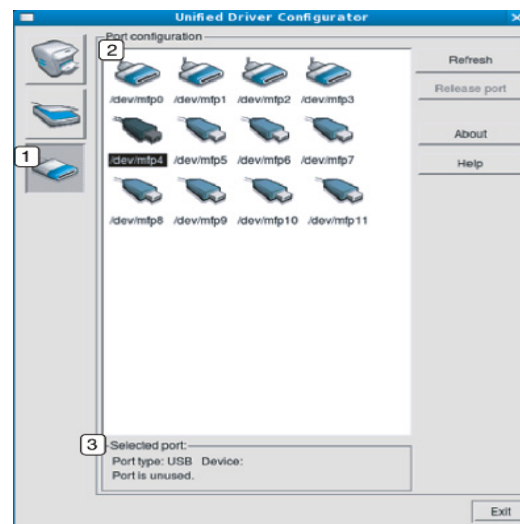 Unified Driver Configurator
Port configuration
2
/dev/mfp0 /dev/mfp1 /dev/mfp2 /dev/mfp3
/dev/mfp4 /dev/mfp5 /dev/mfp6 /dev/mfp7
/dev/mfp8 /dev/mfp9 /dev/mfp10 /dev/mfp11
Refresh
Release port
About
Help
1
3
Selected port:
Port type: USB Device:
Port is unused.
Exit